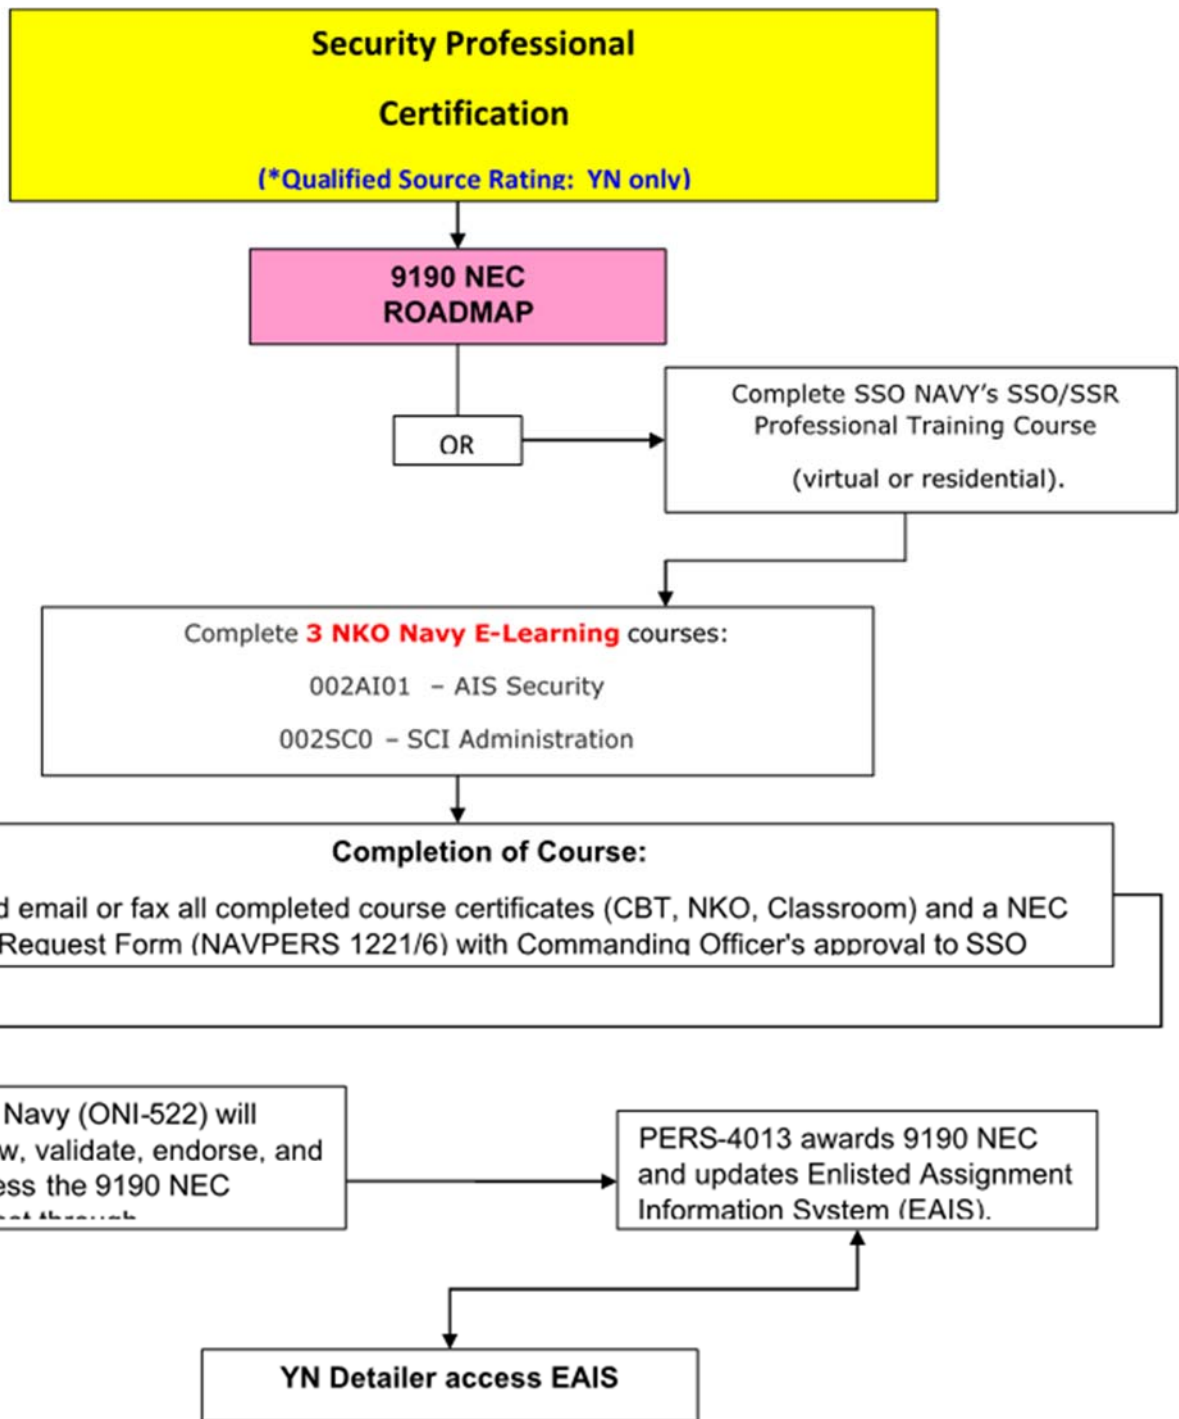 Security Professional
Certification
(*Qualified Source Rating: YN only)
9190 NEC
ROADMAP
OR
Complete SSO NAVY’s SSO/SSR
Professional Training Course
(virtual or residential).
Complete 3 NKO Navy E-Learning courses:
002AI01 – AIS Security
002SC0 – SCI Administration
Completion of Course:
email or fax all completed course certificates (CBT, NKO, Classroom) and a NEC
Request Form (NAVPERS 1221/6) with Commanding Officer's approval to SSO
Navy (ONI-522) will
validate, endorse, and
the 9190 NEC
through
PERS-4013 awards 9190 NEC
and updates Enlisted Assignment
Information System (EAIS).
YN Detailer access EAIS